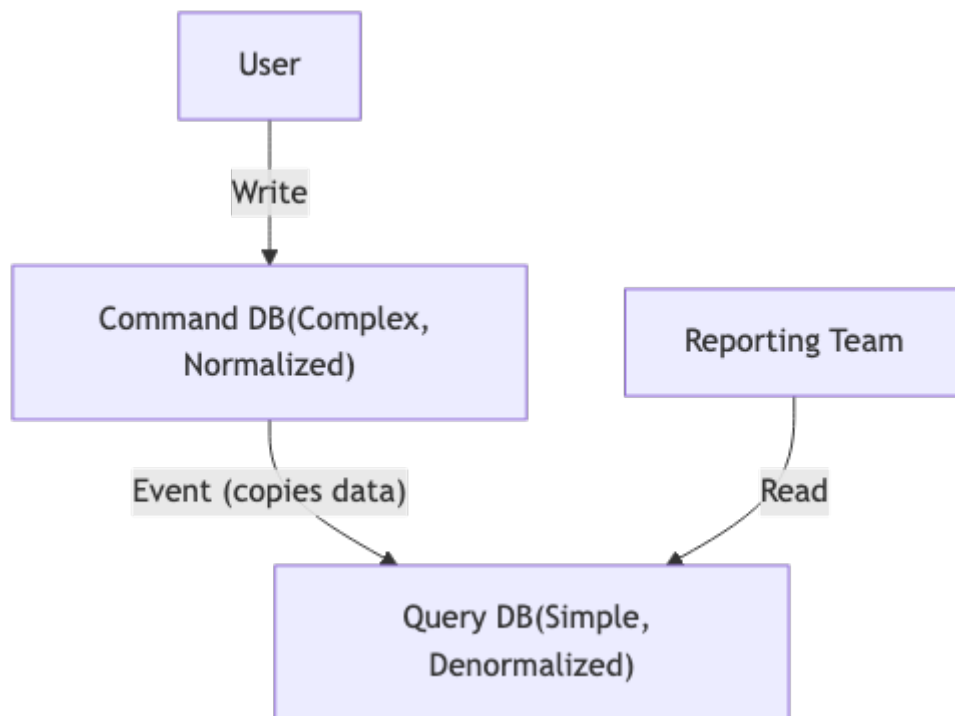 User
Write
Command DB(Complex,
Normalized)
Reporting Team
Event (copies data)
Read
Query DB(Simple,
Denormalized)